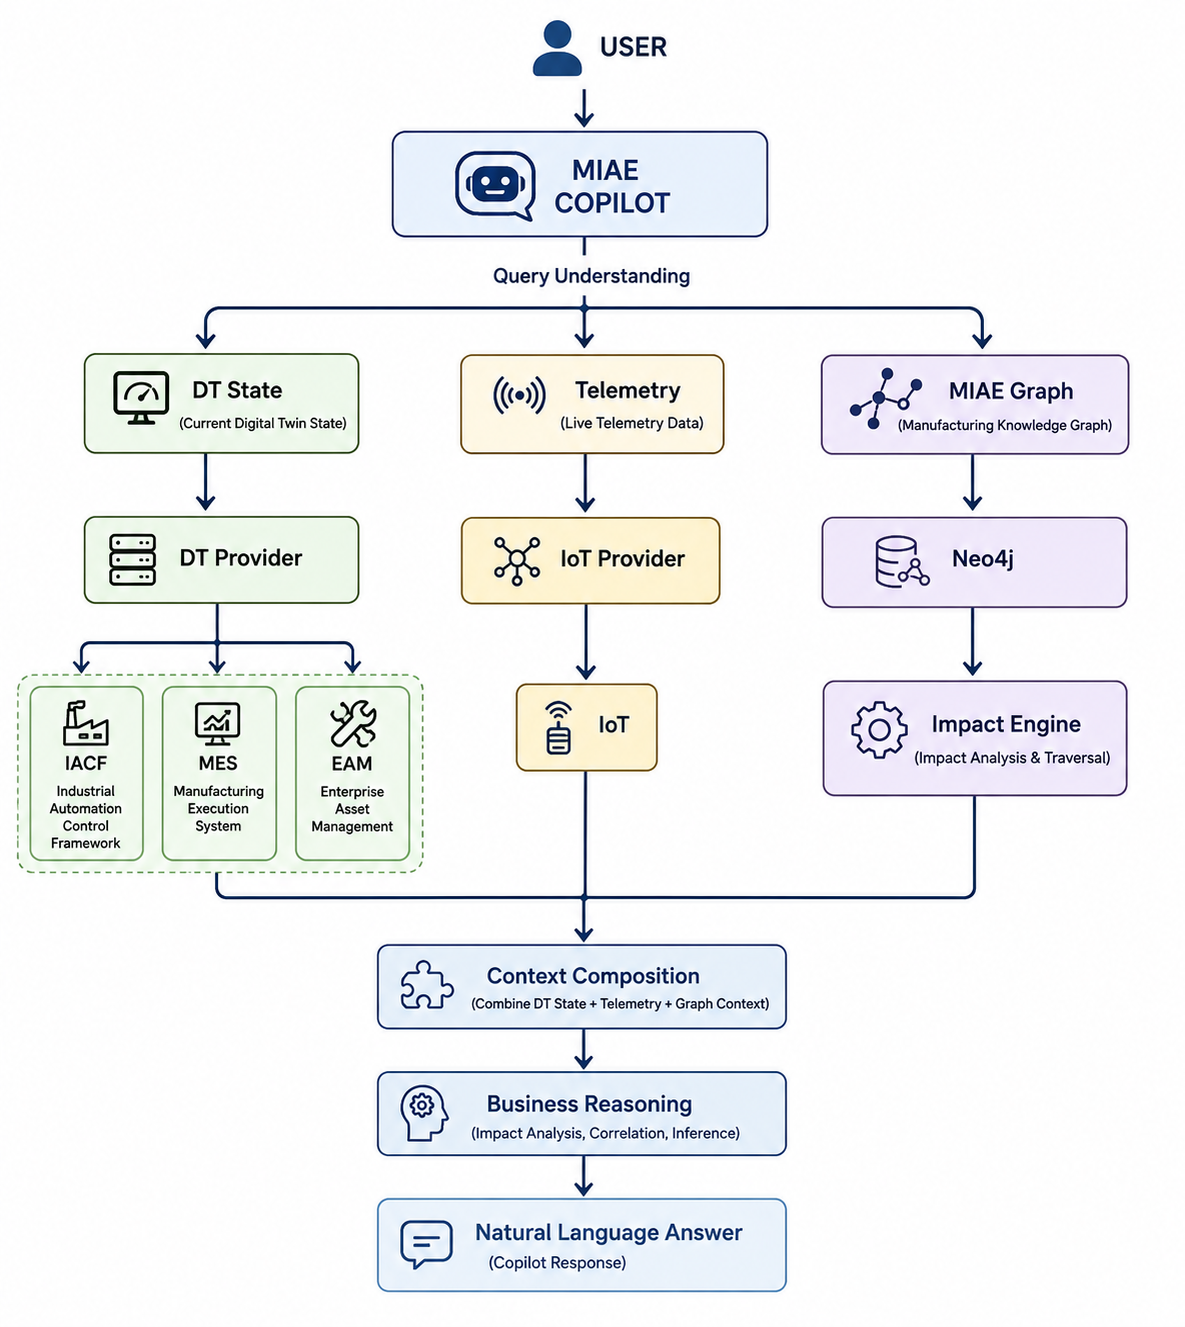 USER
MIAE
COPILOT
Query Understanding
DT State
(Current Digital Twin State)
Telemetry
(Live Telemetry Data)
MIAE Graph
(Manufacturing Knowledge Graph)
DT Provider
IoT Provider
Neo4j
IACF
Industrial
Automation
Control
Framework
MES
Manufacturing
Execution
System
EAM
Enterprise
Asset
Management
IoT
Impact Engine
(Impact Analysis & Traversal)
Context Composition
(Combine DT State + Telemetry + Graph Context)
Business Reasoning
(Impact Analysis, Correlation, Inference)
Natural Language Answer
(Copilot Response)